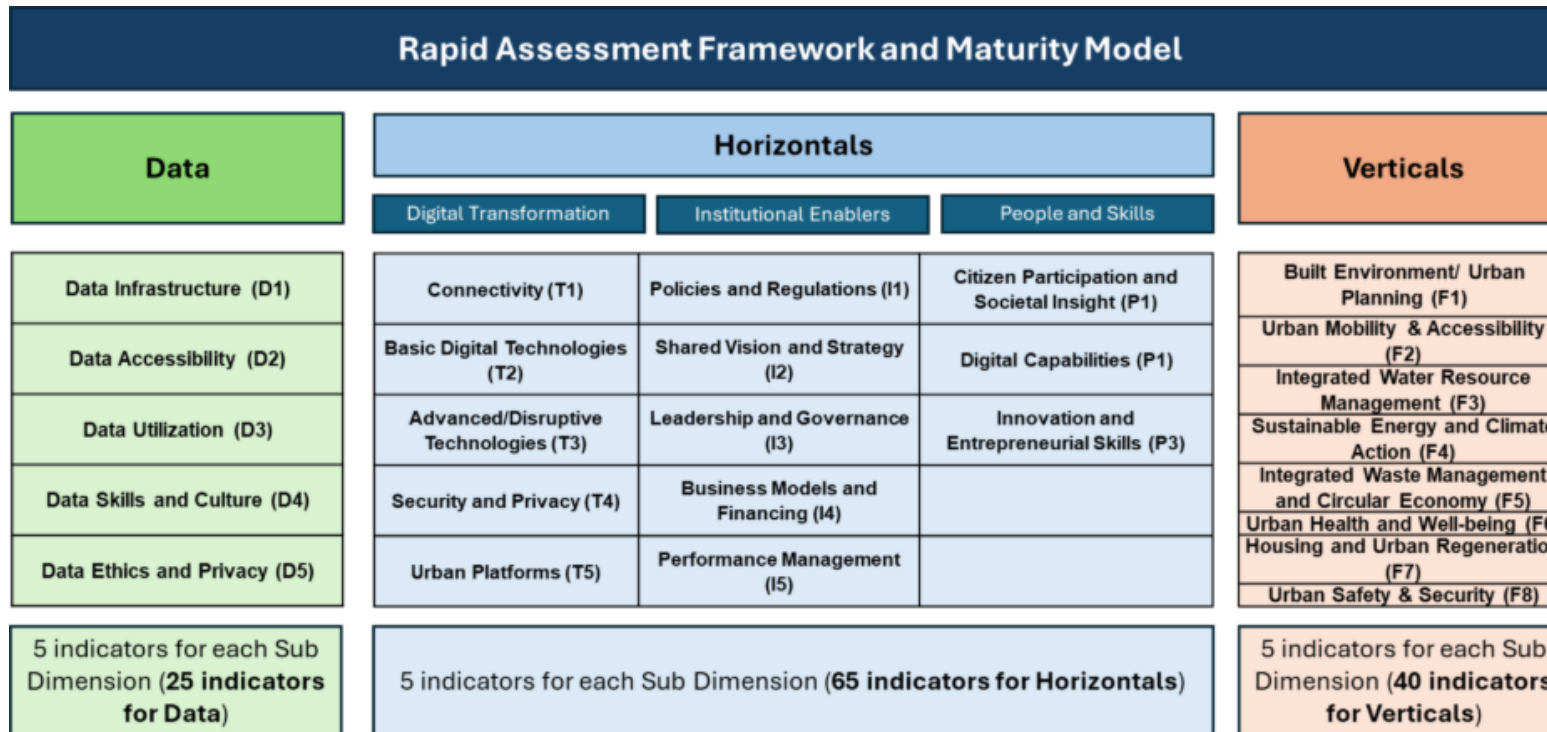 Rapid Assessment Framework and Maturity Model
Data
Horizontals
Verticals
Digital Transformation
Institutional Enablers
People and Skills
Data Infrastructure (D1)
Data Accessibility (D2)
Data Utilization (D3)
Data Skills and Culture (D4)
Data Ethics and Privacy (D5)
Connectivity (T1)
Basic Digital Technologies
(T2)
Advanced/Disruptive
Technologies (T3)
Security and Privacy (T4)
Urban Platforms (T5)
Policies and Regulations (I1)
Shared Vision and Strategy
(I2)
Leadership and Governance
(I3)
Business Models and
Financing (I4)
Performance Management
(I5)
Citizen Participation and
Societal Insight (P1)
Digital Capabilities (P1)
Innovation and
Entrepreneurial Skills (P3)
Built Environment/ Urban
Planning (F1)
Urban Mobility & Accessibility
(F2)
Integrated Water Resource
Management (F3)
Sustainable Energy and Climate
Action (F4)
Integrated Waste Management
and Circular Economy (F5)
Urban Health and Well-being (F6
Housing and Urban Regeneratio
(F7)
Urban Safety & Security (F8)
5 indicators for each Sub
Dimension (25 indicators
for Data)
5 indicators for each Sub Dimension (65 indicators for Horizontals)
5 indicators for each Sub
Dimension (40 indicators
for Verticals)